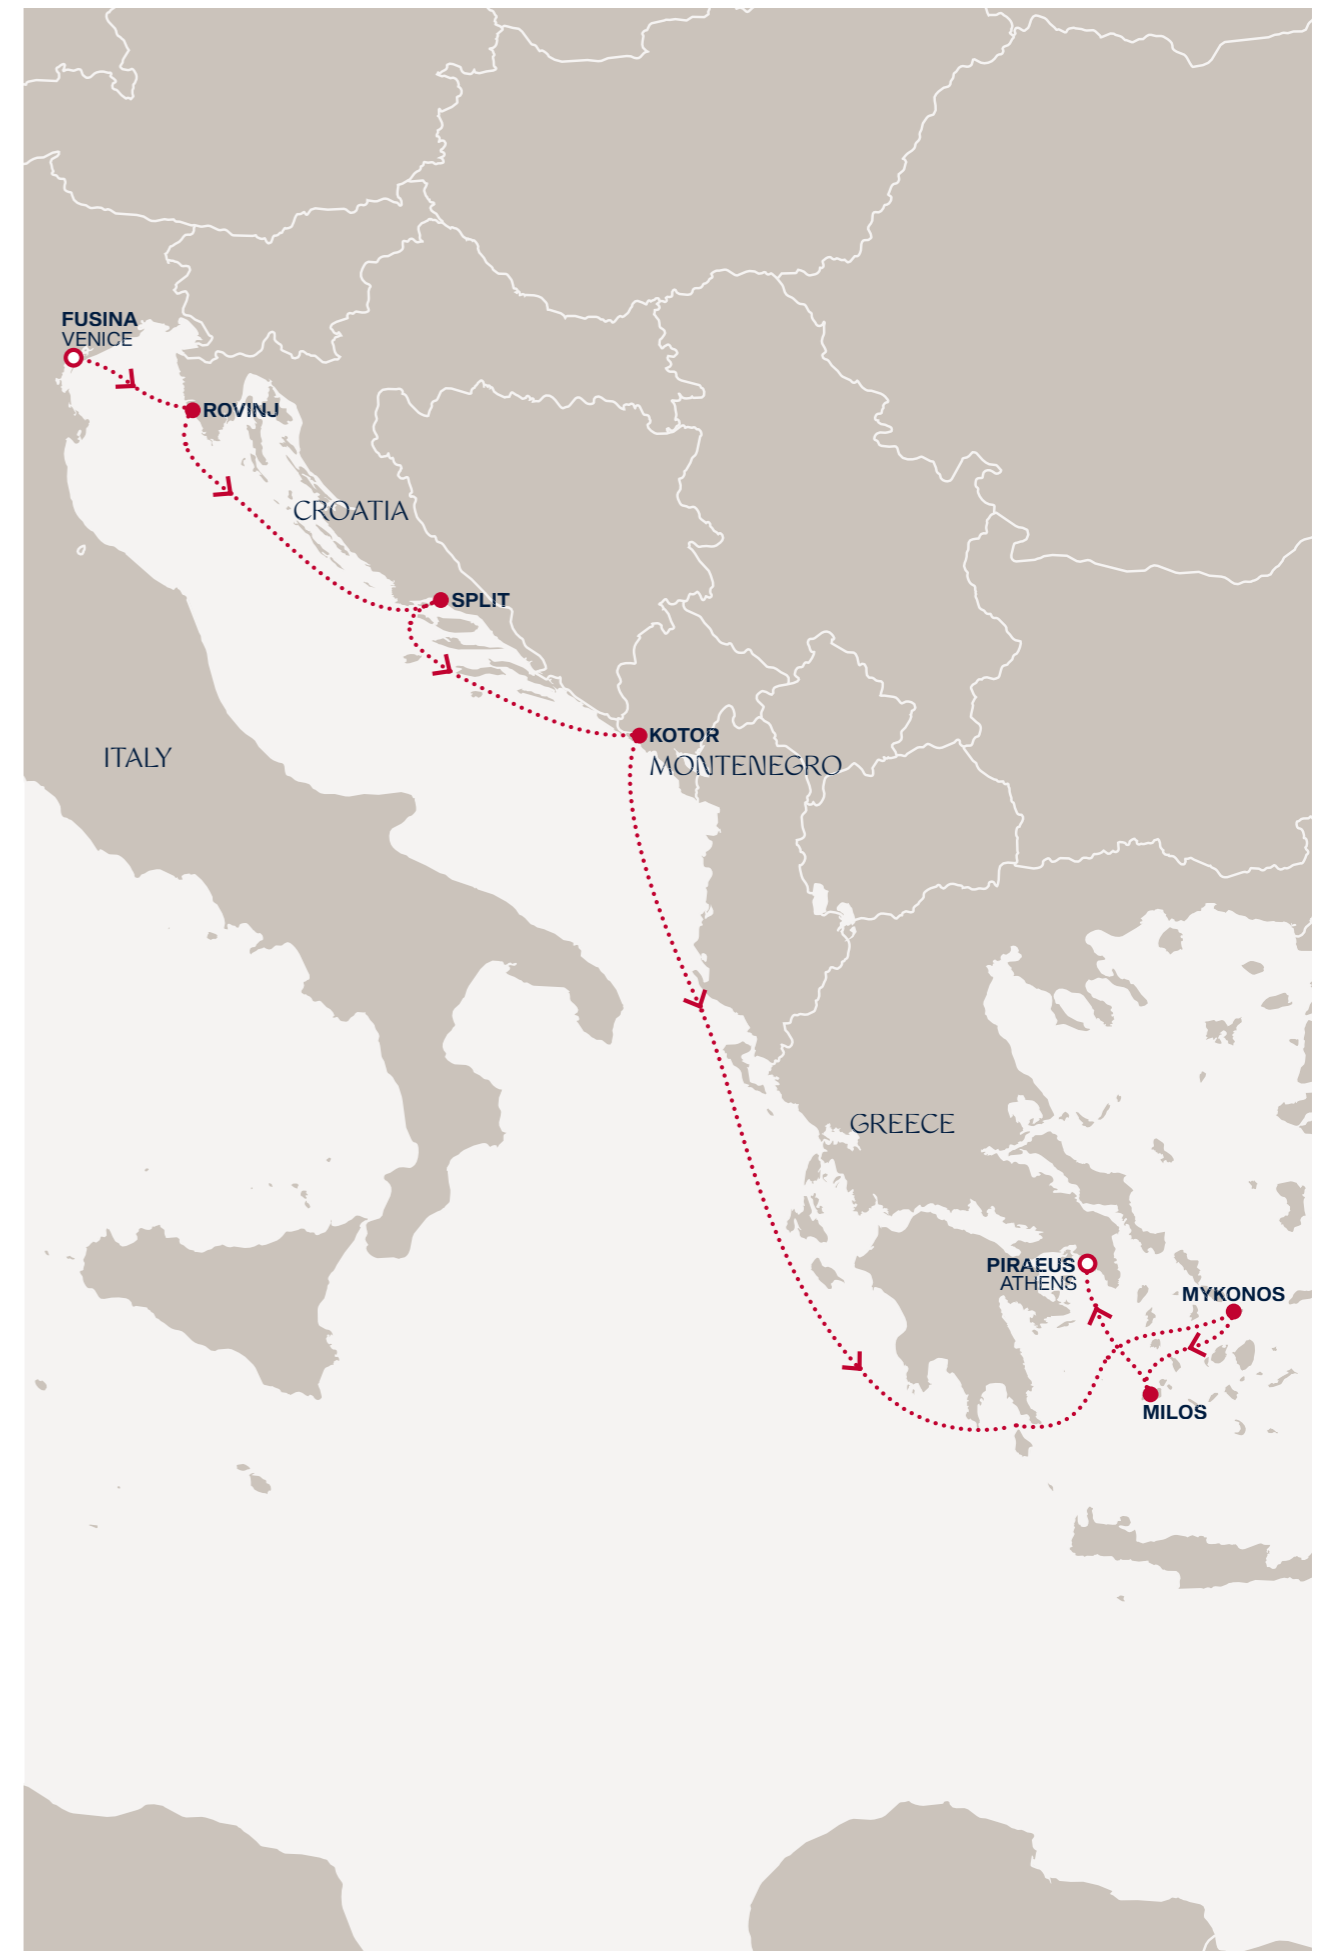 FUSINA
VENICE
ROVINJ
CROATIA
SPLIT
KOTOR
ITALY
MONTENEGRO
GREECE
PIRAEUS
ATHENS
MYKONOS
MILOS